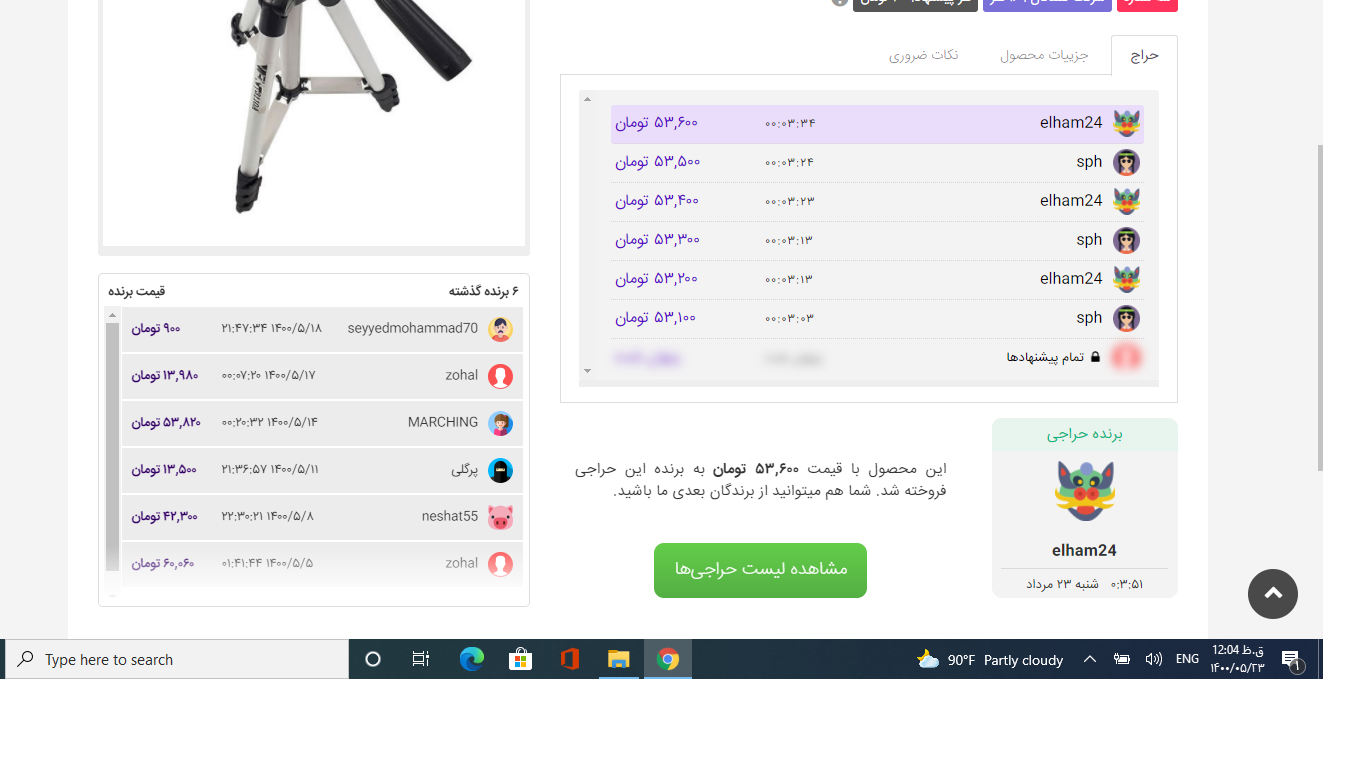 حراج
جزییات محصول
نکات ضروری
elham24 ۰۰:۰۳:۳۴ ۵۳,۶۰۰ تومان
sph ۰۰:۰۳:۲۴ ۵۳,۵۰۰ تومان
elham24 ۰۰:۰۳:۲۳ ۵۳,۴۰۰ تومان
sph ۰۰:۰۳:۱۳ ۵۳,۳۰۰ تومان
elham24 ۰۰:۰۳:۱۳ ۵۳,۲۰۰ تومان
sph ۰۰:۰۳:۰۳ ۵۳,۱۰۰ تومان
تمام پیشنهادها
برنده حراجی
elham24
۰:۳:۵۱ شنبه ۲۳ مرداد
این محصول با قیمت ۵۳,۶۰۰ تومان به برنده این حراجی
فروخته شد. شما هم میتوانید از برندگان بعدی ما باشید.
مشاهده لیست حراجی‌ها
۶ برنده گذشته قیمت برنده
seyyedmohammad70 ۱۴۰۰/۵/۱۸ ۲۱:۴۷:۳۴ ۹۰۰ تومان
zohal ۱۴۰۰/۵/۱۷ ۰۰:۰۷:۲۰ ۱۳,۹۸۰ تومان
MARCHING ۱۴۰۰/۵/۱۴ ۰۰:۲۰:۳۲ ۵۳,۸۲۰ تومان
پرگلی ۱۴۰۰/۵/۱۱ ۲۱:۳۶:۵۷ ۱۳,۵۰۰ تومان
neshat55 ۱۴۰۰/۵/۸ ۲۲:۳۰:۲۱ ۴۲,۳۰۰ تومان
zohal ۱۴۰۰/۵/۵ ۰۱:۴۱:۴۴ ۶۰,۰۶۰ تومان
Type here to search
90°F Partly cloudy
ENG
12:04 ق.ظ
۱۴۰۰/۰۵/۲۳
1